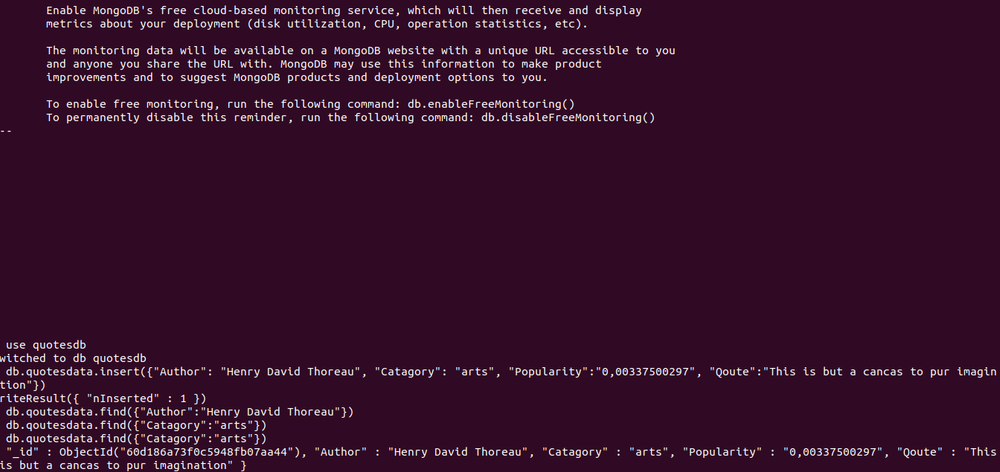 Enable MongoDB's free cloud-based monitoring service, which will then receive and display
metrics about your deployment (disk utilization, CPU, operation statistics, etc).
The monitoring data will be available on a MongoDB website with a unique URL accessible to you
and anyone you share the URL with. MongoDB may use this information to make product
improvements and to suggest MongoDB products and deployment options to you.
To enable free monitoring, run the following command: db.enableFreeMonitoring()
To permanently disable this reminder, run the following command: db.disableFreeMonitoring()
--
use quotesdb
witched to db quotesdb
db.quotesdata.insert({"Author": "Henry David Thoreau", "Catagory": "arts", "Popularity":"0,00337500297", "Qoute":"This is but a cancas to pur imagin
tion"})
riteResult({ "nInserted" : 1 })
db.qoutesdata.find({"Author":"Henry David Thoreau"})
db.qoutesdata.find({"Catagory":"arts"})
db.quotesdata.find({"Catagory":"arts"})
"_id" : ObjectId("60d186a73f0c5948fb07aa44"), "Author" : "Henry David Thoreau", "Catagory" : "arts", "Popularity" : "0,00337500297", "Qoute" : "This
is but a cancas to pur imagination" }